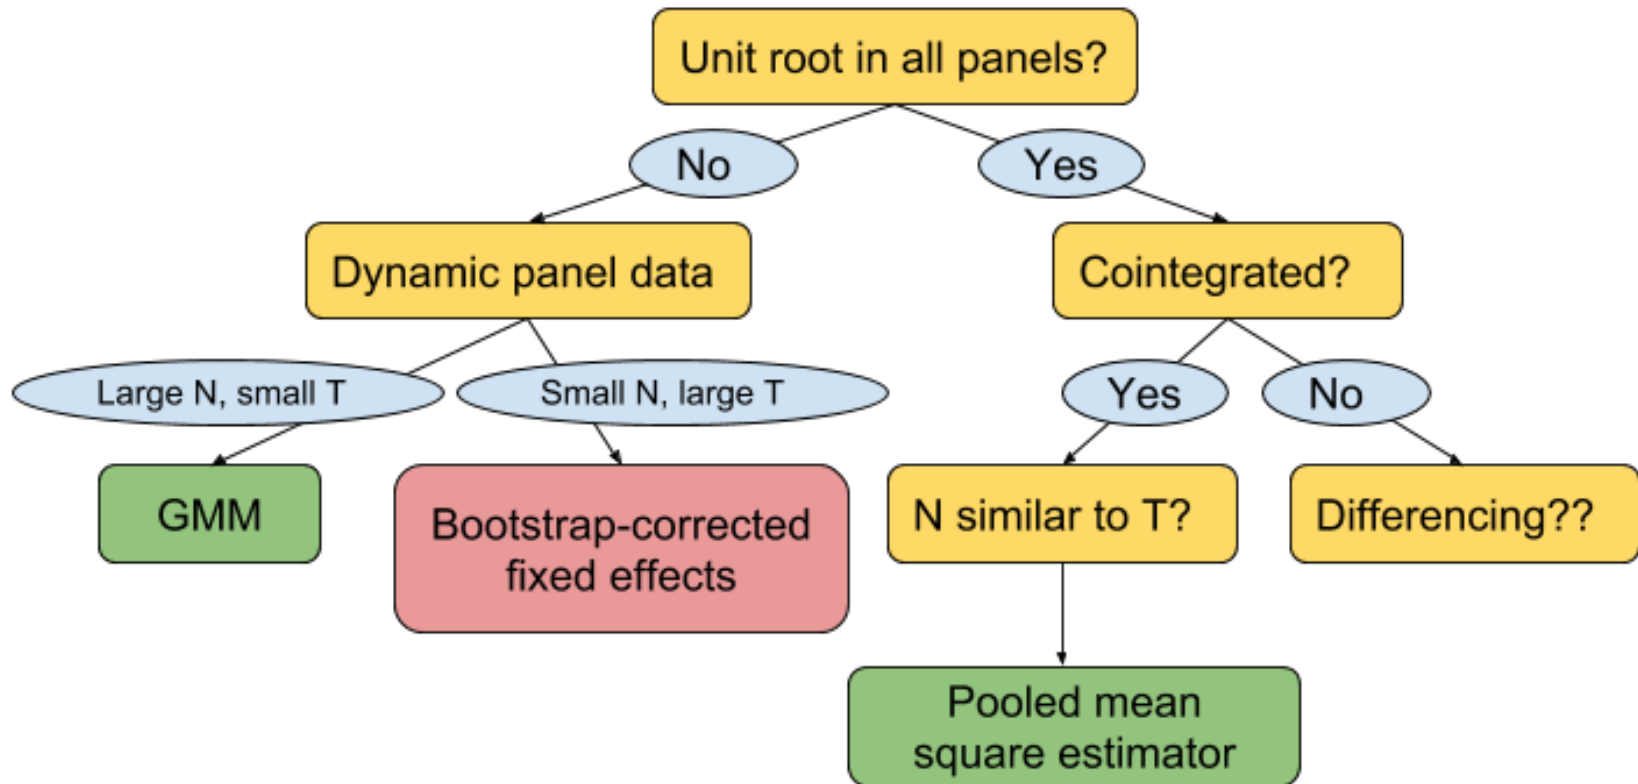 Unit root in all panels?
No
Yes
Dynamic panel data
Cointegrated?
Large N, small T
Small N, large T
Yes
No
GMM
Bootstrap-corrected
fixed effects
N similar to T?
Differencing??
Pooled mean
square estimator